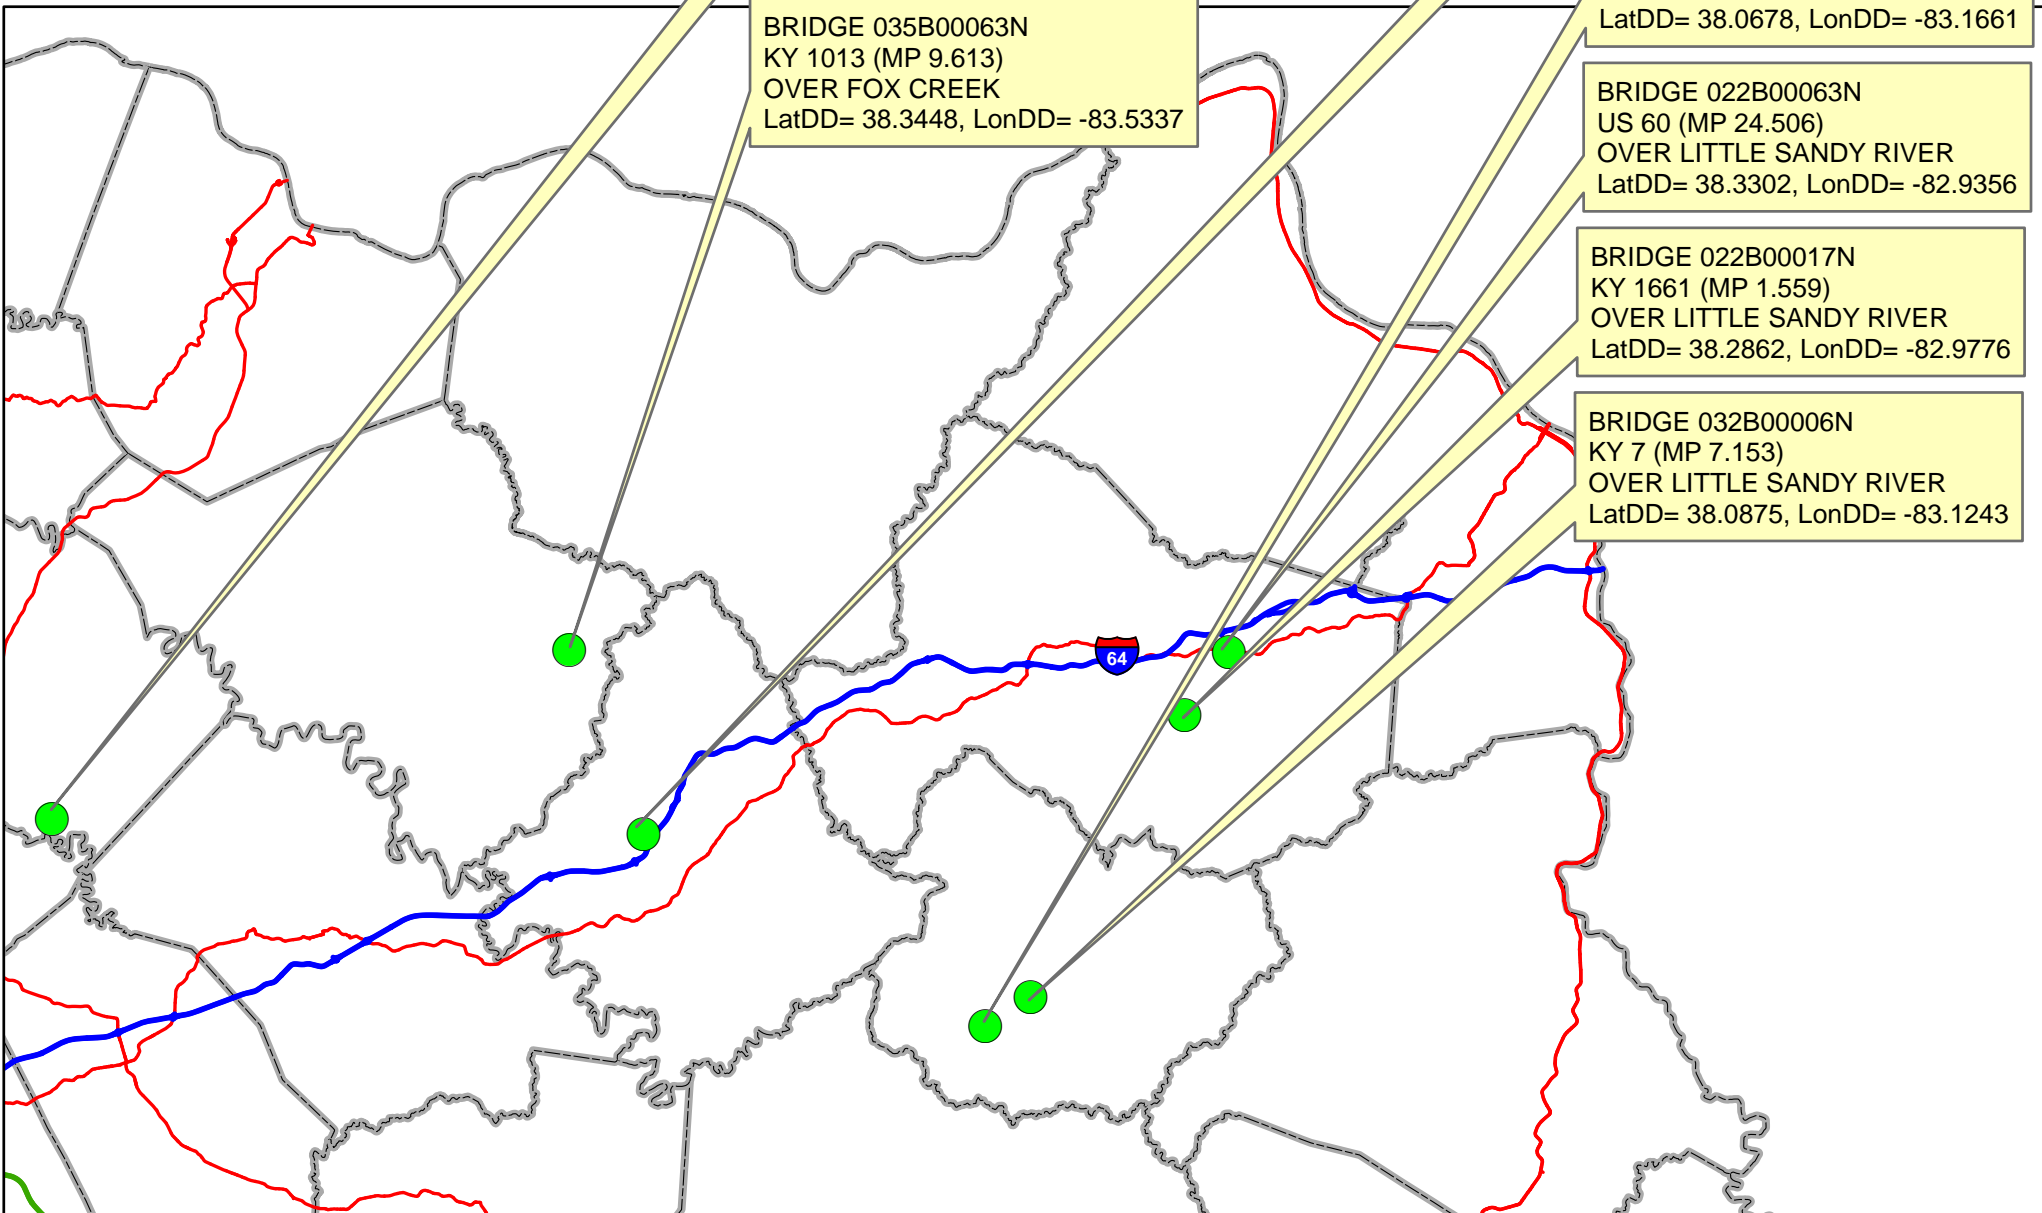 BRIDGE 035B00063N
KY 1013 (MP 9.613)
OVER FOX CREEK
LatDD= 38.3448, LonDD= -83.5337
LatDD= 38.0678, LonDD= -83.1661
BRIDGE 022B00063N
US 60 (MP 24.506)
OVER LITTLE SANDY RIVER
LatDD= 38.3302, LonDD= -82.9356
BRIDGE 022B00017N
KY 1661 (MP 1.559)
OVER LITTLE SANDY RIVER
LatDD= 38.2862, LonDD= -82.9776
BRIDGE 032B00006N
KY 7 (MP 7.153)
OVER LITTLE SANDY RIVER
LatDD= 38.0875, LonDD= -83.1243
64